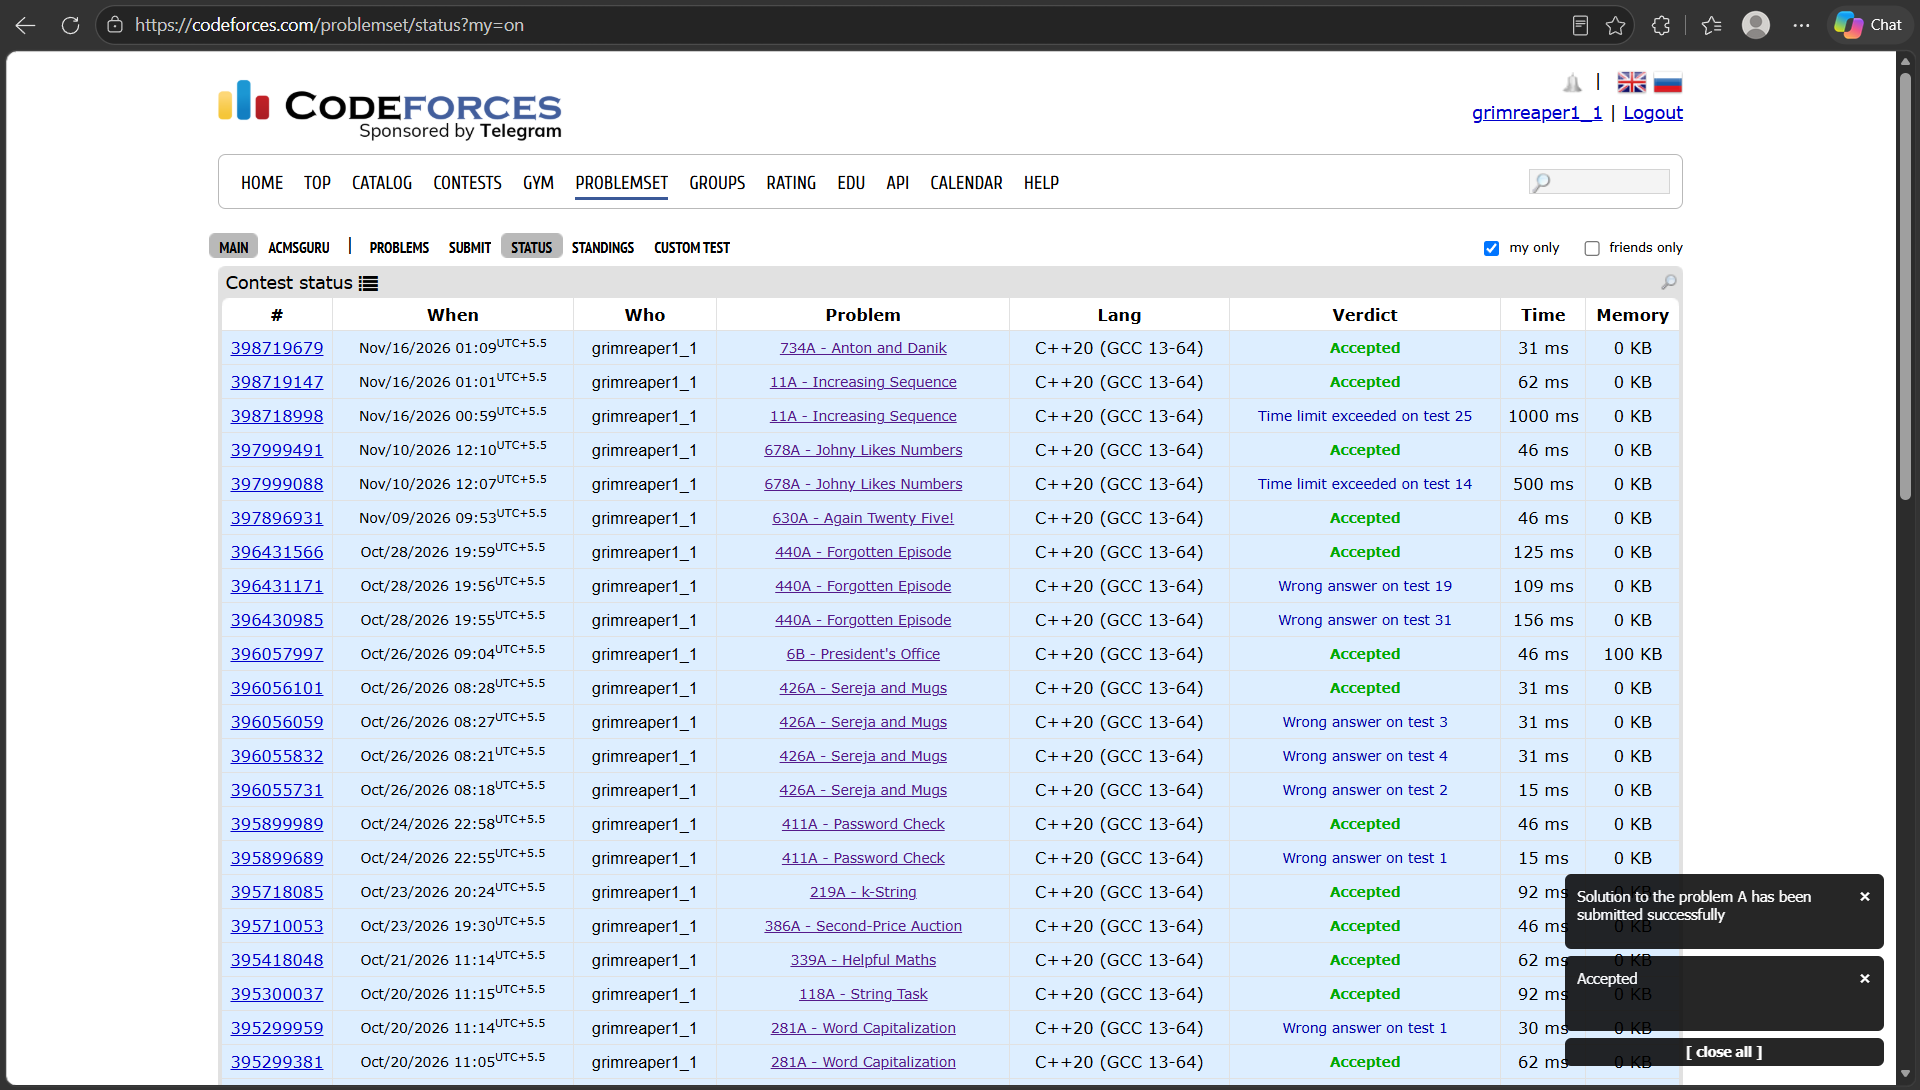 https://codeforces.com/problemset/status?my=on
Chat
CODEFORCES
Sponsored by Telegram
grimreaper1_1 | Logout
HOME TOP CATALOG CONTESTS GYM PROBLEMSET GROUPS RATING EDU API CALENDAR HELP
MAIN ACMSGURU | PROBLEMS SUBMIT STATUS STANDINGS CUSTOM TEST my only friends only
Contest status
# When Who Problem Lang Verdict Time Memory
398719679 Nov/16/2026 01:09UTC+5.5 grimreaper1_1 734A - Anton and Danik C++20 (GCC 13-64) Accepted 31 ms 0 KB
398719147 Nov/16/2026 01:01UTC+5.5 grimreaper1_1 11A - Increasing Sequence C++20 (GCC 13-64) Accepted 62 ms 0 KB
398718998 Nov/16/2026 00:59UTC+5.5 grimreaper1_1 11A - Increasing Sequence C++20 (GCC 13-64) Time limit exceeded on test 25 1000 ms 0 KB
397999491 Nov/10/2026 12:10UTC+5.5 grimreaper1_1 678A - Johny Likes Numbers C++20 (GCC 13-64) Accepted 46 ms 0 KB
397999088 Nov/10/2026 12:07UTC+5.5 grimreaper1_1 678A - Johny Likes Numbers C++20 (GCC 13-64) Time limit exceeded on test 14 500 ms 0 KB
397896931 Nov/09/2026 09:53UTC+5.5 grimreaper1_1 630A - Again Twenty Five! C++20 (GCC 13-64) Accepted 46 ms 0 KB
396431566 Oct/28/2026 19:59UTC+5.5 grimreaper1_1 440A - Forgotten Episode C++20 (GCC 13-64) Accepted 125 ms 0 KB
396431171 Oct/28/2026 19:56UTC+5.5 grimreaper1_1 440A - Forgotten Episode C++20 (GCC 13-64) Wrong answer on test 19 109 ms 0 KB
396430985 Oct/28/2026 19:55UTC+5.5 grimreaper1_1 440A - Forgotten Episode C++20 (GCC 13-64) Wrong answer on test 31 156 ms 0 KB
396057997 Oct/26/2026 09:04UTC+5.5 grimreaper1_1 6B - President's Office C++20 (GCC 13-64) Accepted 46 ms 100 KB
396056101 Oct/26/2026 08:28UTC+5.5 grimreaper1_1 426A - Sereja and Mugs C++20 (GCC 13-64) Accepted 31 ms 0 KB
396056059 Oct/26/2026 08:27UTC+5.5 grimreaper1_1 426A - Sereja and Mugs C++20 (GCC 13-64) Wrong answer on test 3 31 ms 0 KB
396055832 Oct/26/2026 08:21UTC+5.5 grimreaper1_1 426A - Sereja and Mugs C++20 (GCC 13-64) Wrong answer on test 4 31 ms 0 KB
396055731 Oct/26/2026 08:18UTC+5.5 grimreaper1_1 426A - Sereja and Mugs C++20 (GCC 13-64) Wrong answer on test 2 15 ms 0 KB
395899989 Oct/24/2026 22:58UTC+5.5 grimreaper1_1 411A - Password Check C++20 (GCC 13-64) Accepted 46 ms 0 KB
395899689 Oct/24/2026 22:55UTC+5.5 grimreaper1_1 411A - Password Check C++20 (GCC 13-64) Wrong answer on test 1 15 ms 0 KB
395718085 Oct/23/2026 20:24UTC+5.5 grimreaper1_1 219A - k-String C++20 (GCC 13-64) Accepted 92 ms 0 KB
395710053 Oct/23/2026 19:30UTC+5.5 grimreaper1_1 386A - Second-Price Auction C++20 (GCC 13-64) Accepted 46 ms 0 KB
395418048 Oct/21/2026 11:14UTC+5.5 grimreaper1_1 339A - Helpful Maths C++20 (GCC 13-64) Accepted 62 ms 0 KB
395300037 Oct/20/2026 11:15UTC+5.5 grimreaper1_1 118A - String Task C++20 (GCC 13-64) Accepted 92 ms 0 KB
395299959 Oct/20/2026 11:14UTC+5.5 grimreaper1_1 281A - Word Capitalization C++20 (GCC 13-64) Wrong answer on test 1 30 ms 0 KB
395299381 Oct/20/2026 11:05UTC+5.5 grimreaper1_1 281A - Word Capitalization C++20 (GCC 13-64) Accepted 62 ms 0 KB
Solution to the problem A has been
submitted successfully
Accepted
[ close all ]